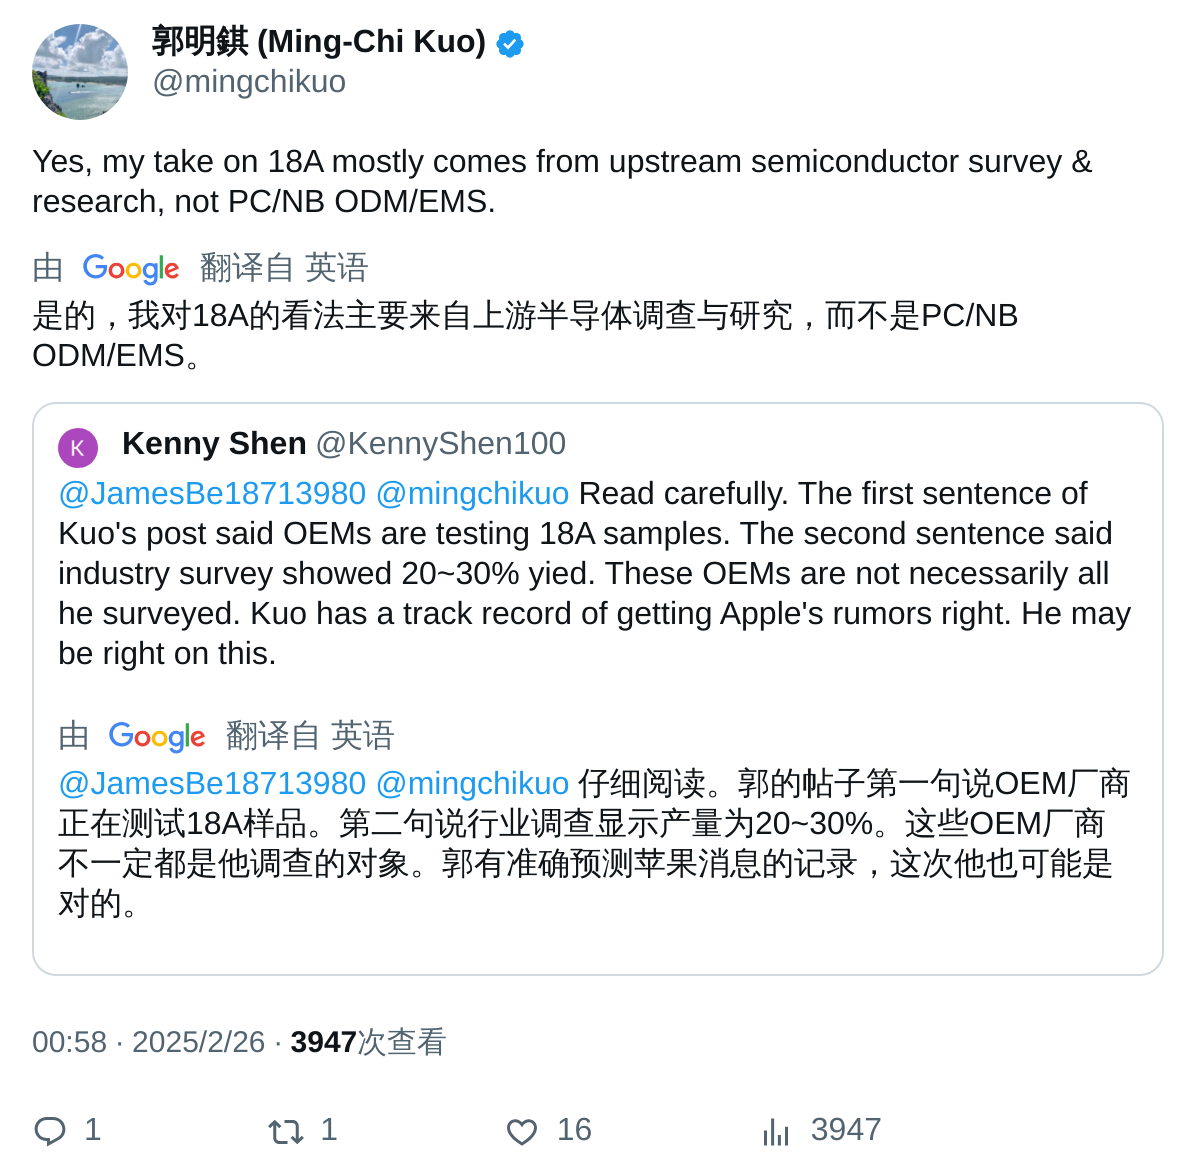 郭明錤 (Ming-Chi Kuo)
@mingchikuo
Yes, my take on 18A mostly comes from upstream semiconductor survey &
research, not PC/NB ODM/EMS.
由 Google 翻译自 英语
是的，我对18A的看法主要来自上游半导体调查与研究，而不是PC/NB
ODM/EMS。
K Kenny Shen @KennyShen100
@JamesBe18713980 @mingchikuo Read carefully. The first sentence of
Kuo's post said OEMs are testing 18A samples. The second sentence said
industry survey showed 20~30% yied. These OEMs are not necessarily all
he surveyed. Kuo has a track record of getting Apple's rumors right. He may
be right on this.
由 Google 翻译自 英语
@JamesBe18713980 @mingchikuo 仔细阅读。郭的帖子第一句说OEM厂商
正在测试18A样品。第二句说行业调查显示产量为20~30%。这些OEM厂商
不一定都是他调查的对象。郭有准确预测苹果消息的记录，这次他也可能是
对的。
00:58 · 2025/2/26 · 3947次查看
1 1 16 3947